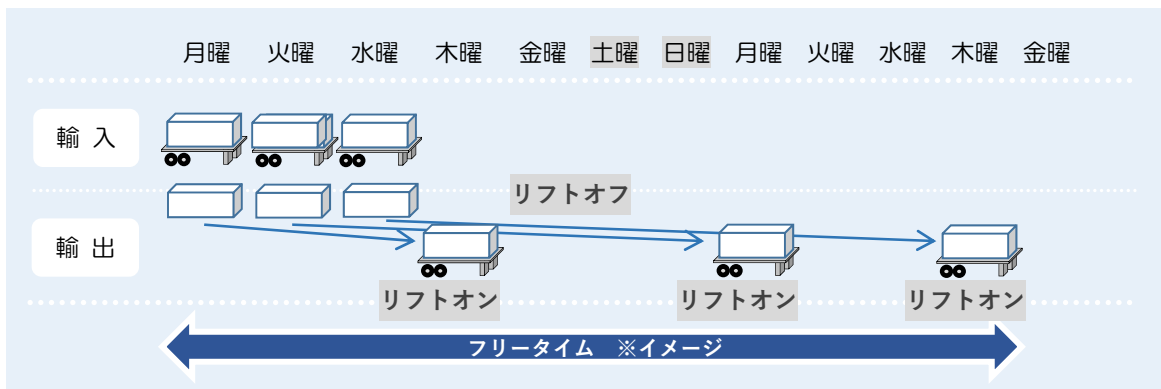 月曜 火曜 水曜 木曜 金曜 土曜 日曜 月曜 火曜 水曜 木曜 金曜
輸 入
リフトオフ
輸 出
リフトオン リフトオン リフトオン
フリータイム ※イメージ